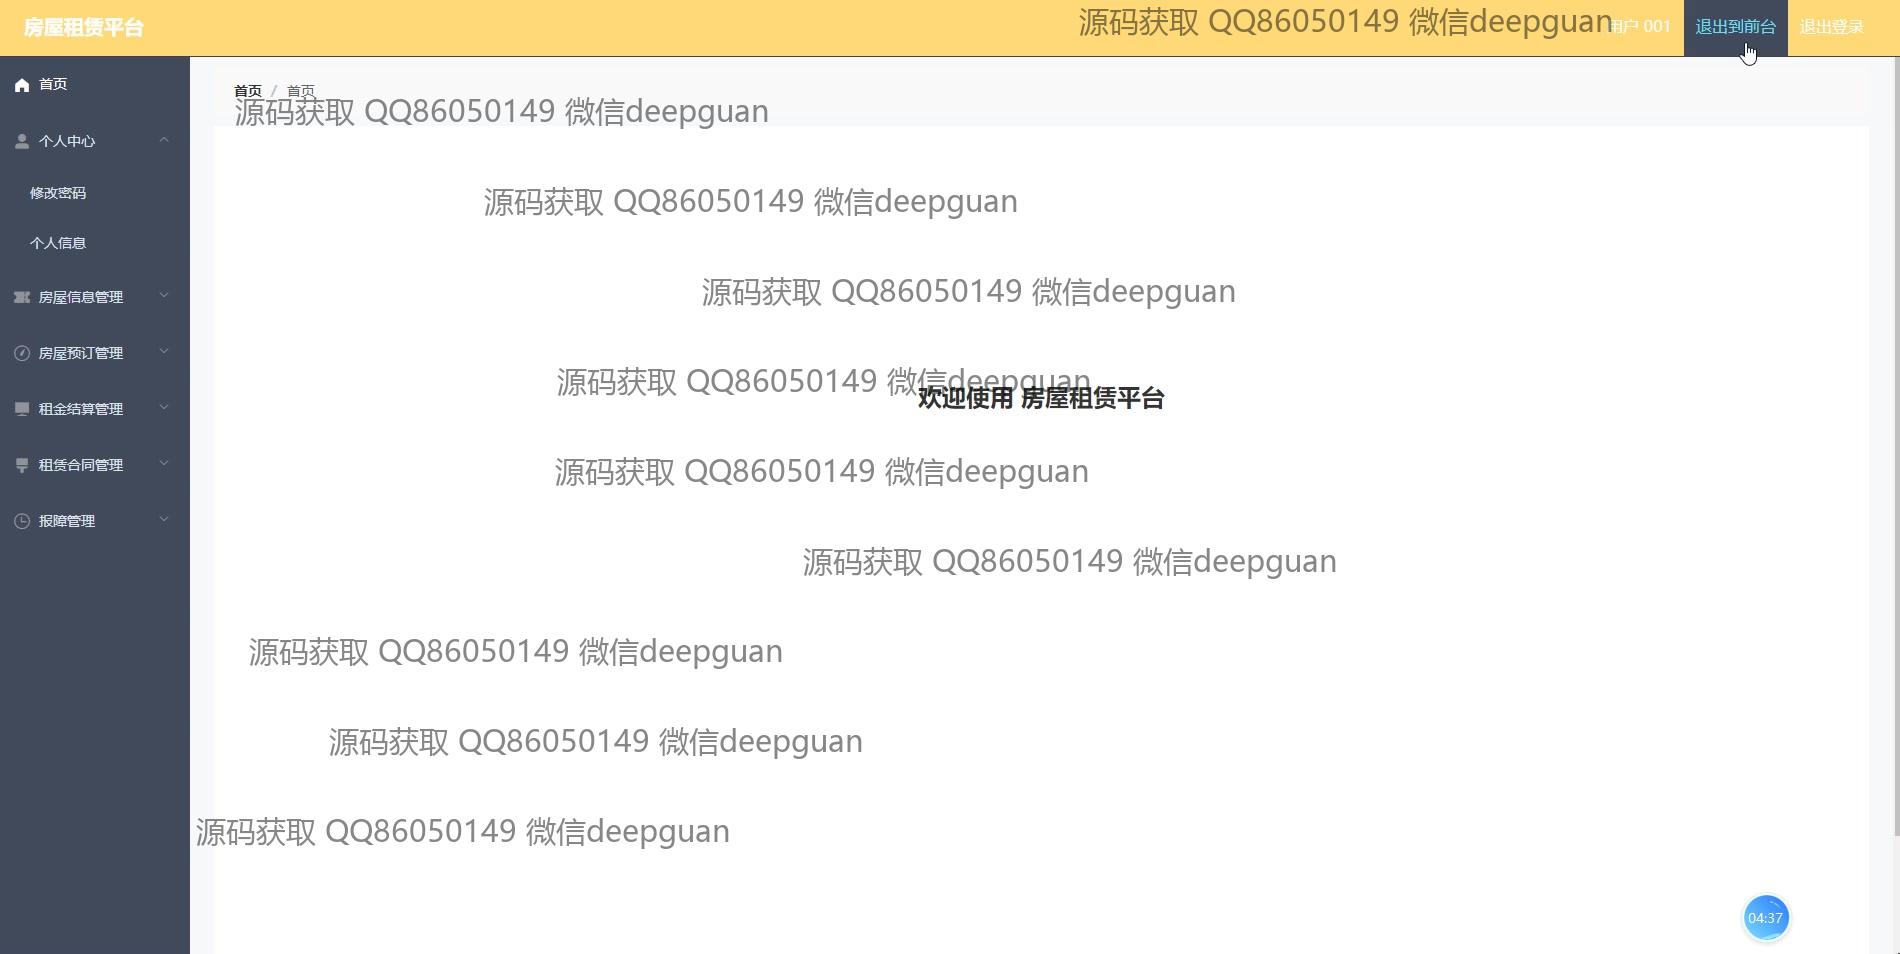 房屋租赁平台
源码获取 QQ86050149 微信deepguan
用户 001
退出到前台
退出登录
首页
首页 / 首页
源码获取 QQ86050149 微信deepguan
个人中心
修改密码
源码获取 QQ86050149 微信deepguan
个人信息
房屋信息管理
源码获取 QQ86050149 微信deepguan
房屋预订管理
源码获取 QQ86050149 微信deepguan
欢迎使用 房屋租赁平台
租金结算管理
租赁合同管理
源码获取 QQ86050149 微信deepguan
报障管理
源码获取 QQ86050149 微信deepguan
源码获取 QQ86050149 微信deepguan
源码获取 QQ86050149 微信deepguan
源码获取 QQ86050149 微信deepguan
04:37